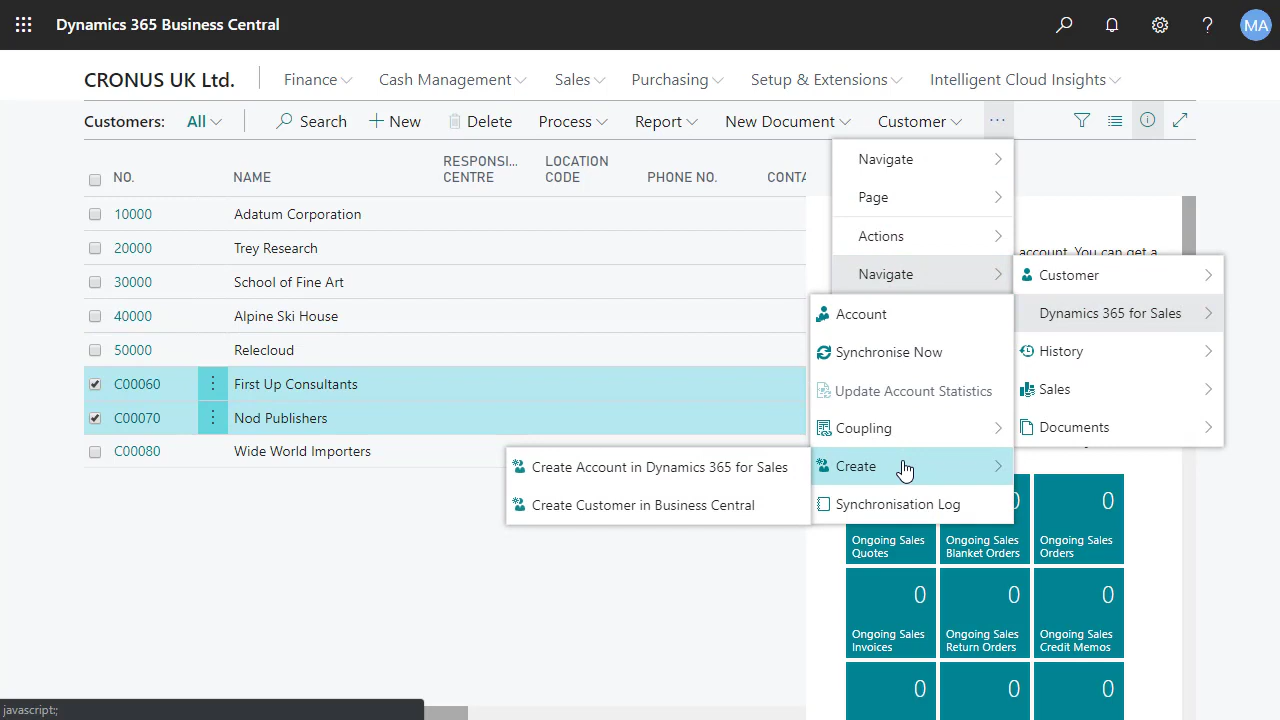 Dynamics 365 Business Central
MA
CRONUS UK Ltd.
Finance
Cash Management
Sales
Purchasing
Setup & Extensions
Intelligent Cloud Insights
Customers:
All
Search
New
Delete
Process
Report
New Document
Customer
NO.
NAME
RESPONSI...
CENTRE
LOCATION
CODE
PHONE NO.
CONTA
10000
Adatum Corporation
20000
Trey Research
30000
School of Fine Art
40000
Alpine Ski House
50000
Relecloud
C00060
First Up Consultants
C00070
Nod Publishers
C00080
Wide World Importers
Navigate
Page
Actions
Navigate
account. You can get a
Customer
Dynamics 365 for Sales
History
Sales
Documents
Account
Synchronise Now
Update Account Statistics
Coupling
Create
Synchronisation Log
Create Account in Dynamics 365 for Sales
Create Customer in Business Central
0
0
Ongoing Sales
Quotes
Ongoing Sales
Blanket Orders
Ongoing Sales
Orders
0
0
0
Ongoing Sales
Invoices
Ongoing Sales
Return Orders
Ongoing Sales
Credit Memos
0
0
0
javascript:;